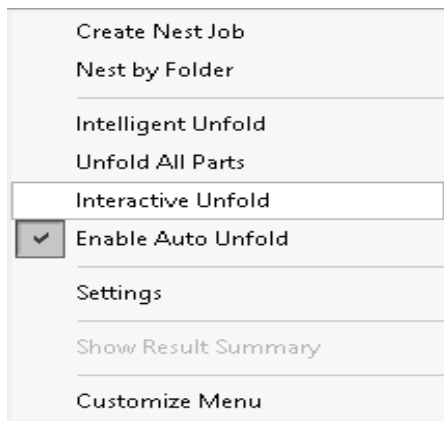 Create Nest Job
Nest by Folder
Intelligent Unfold
Unfold All Parts
Interactive Unfold
Enable Auto Unfold
Settings
Show Result Summary
Customize Menu